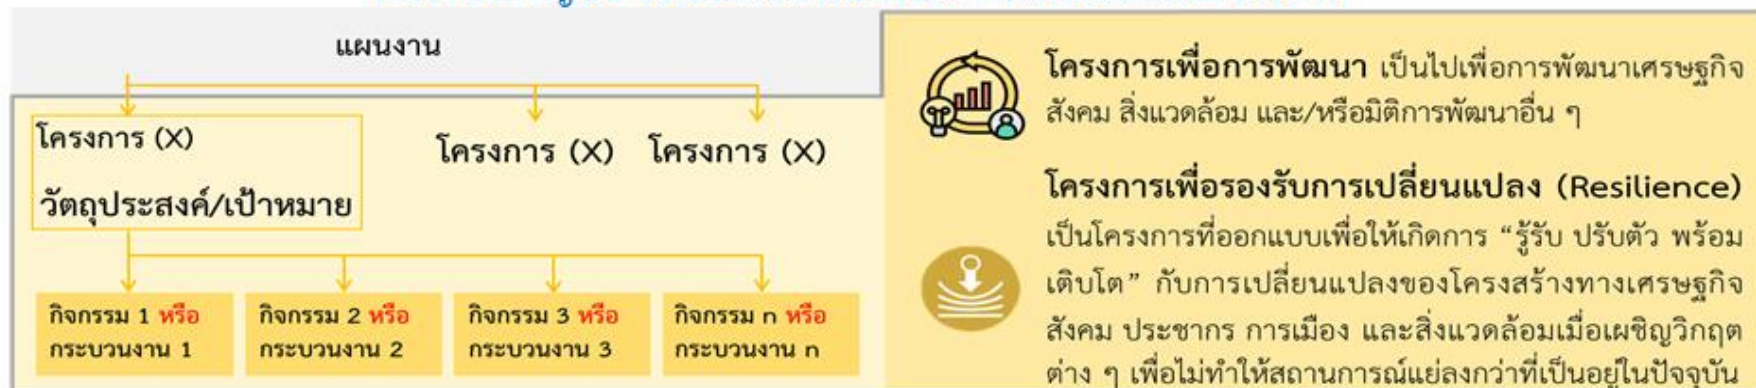 แผนงาน
โครงการ (X)
วัตถุประสงค์/เป้าหมาย
โครงการ (X)
โครงการ (X)
กิจกรรม 1 หรือ
กระบวนงาน 1
กิจกรรม 2 หรือ
กระบวนงาน 2
กิจกรรม 3 หรือ
กระบวนงาน 3
กิจกรรม n หรือ
กระบวนงาน n
โครงการเพื่อการพัฒนา เป็นไปเพื่อการพัฒนาเศรษฐกิจ
สังคม สิ่งแวดล้อม และ/หรือมิติการพัฒนาอื่น ๆ
โครงการเพื่อรองรับการเปลี่ยนแปลง (Resilience)
เป็นโครงการที่ออกแบบเพื่อให้เกิดการ “รู้รับ ปรับตัว พร้อม
เติบโต” กับการเปลี่ยนแปลงของโครงสร้างทางเศรษฐกิจ
สังคม ประชากร การเมือง และสิ่งแวดล้อมเมื่อเผชิญวิกฤต
ต่าง ๆ เพื่อไม่ทำให้สถานการณ์แย่ลงกว่าที่เป็นอยู่ในปัจจุบัน